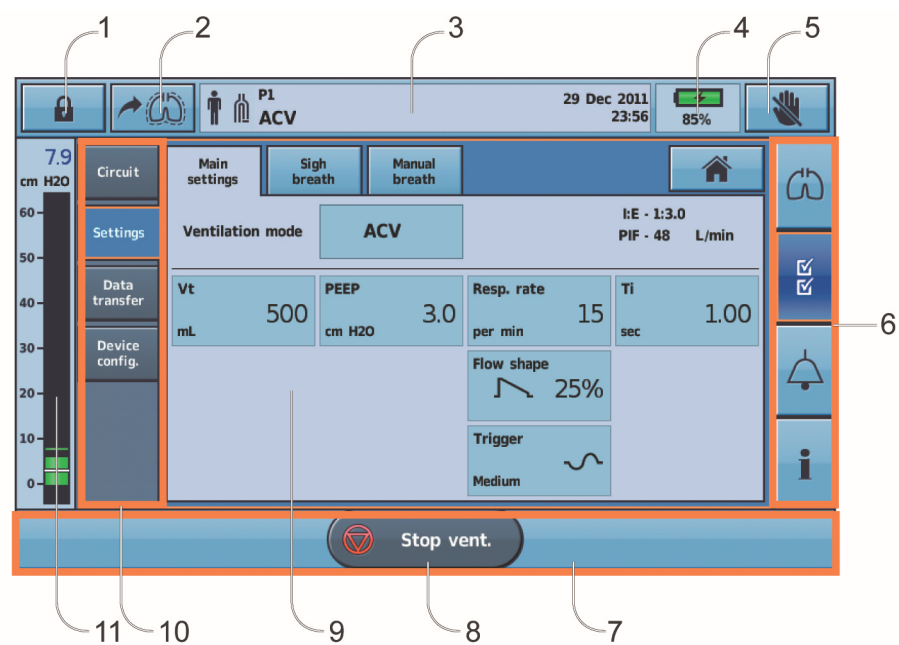 1
2
3
4
5
P1
ACV
29 Dec 2011
23:56
85%
7.9
cm H2O
60
50
40
30
20
10
0
Circuit
Settings
Data
transfer
Device
config.
Main
settings
Sigh
breath
Manual
breath
Ventilation mode
ACV
I:E - 1:3.0
PIF - 48 L/min
Vt
500
mL
PEEP
3.0
cm H2O
Resp. rate
15
per min
Ti
1.00
sec
Flow shape
25%
Trigger
Medium
i
6
Stop vent.
11
10
9
8
7